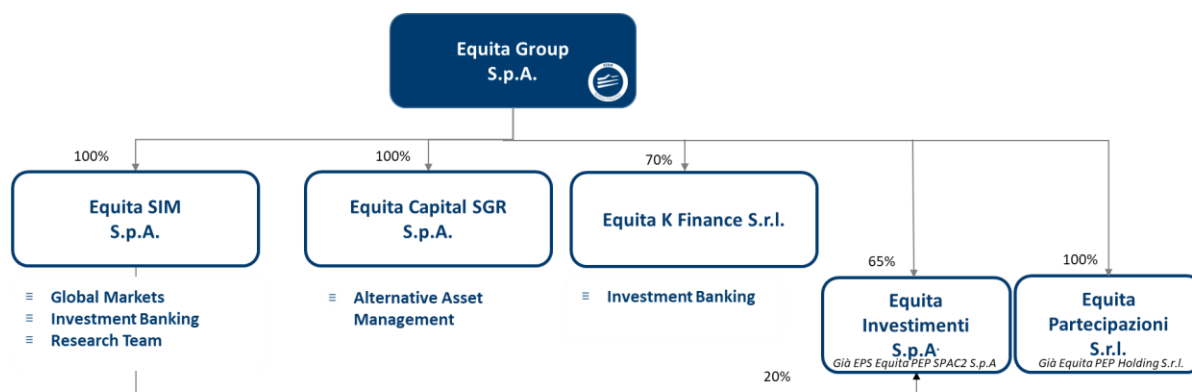 Equita Group
S.p.A.
100%
100%
70%
Equita SIM
S.p.A.
Equita Capital SGR
S.p.A.
Equita K Finance S.r.l.
65%
100%
Global Markets
Investment Banking
Research Team
Alternative Asset
Management
Investment Banking
Equita
Investimenti
S.p.A.
Già EPS Equita PEP SPAC2 S.p.A
Equita
Partecipazioni
S.r.l.
Già Equita PEP Holding S.r.l.
20%